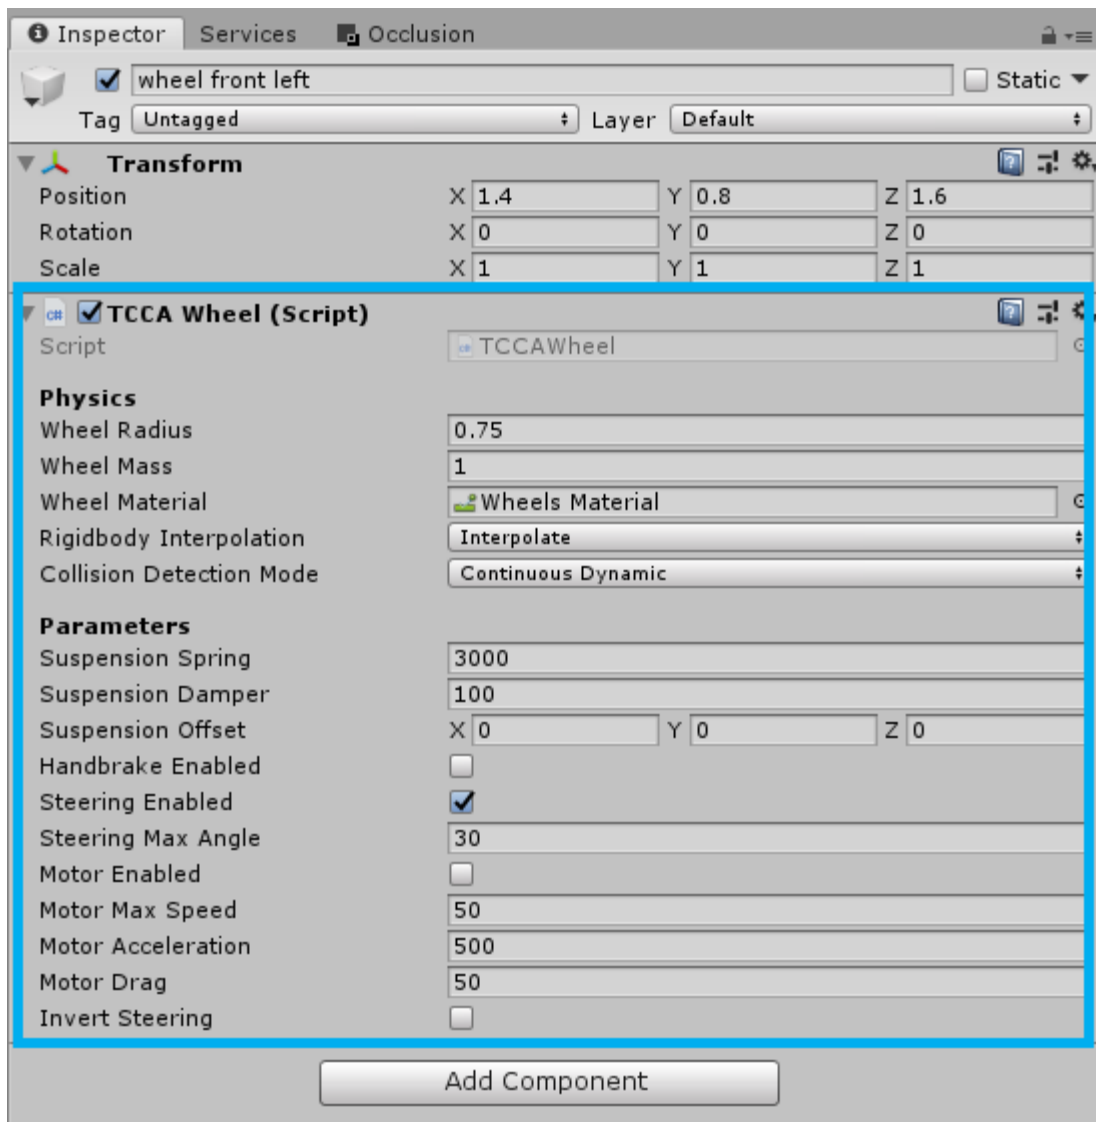 Inspector Services Occlusion
wheel front left Static
Tag Untagged Layer Default
Transform
Position X 1.4 Y 0.8 Z 1.6
Rotation X 0 Y 0 Z 0
Scale X 1 Y 1 Z 1
c# TCCA Wheel (Script)
Script TCCAWheel
Physics
Wheel Radius 0.75
Wheel Mass 1
Wheel Material Wheels Material
Rigidbody Interpolation Interpolate
Collision Detection Mode Continuous Dynamic
Parameters
Suspension Spring 3000
Suspension Damper 100
Suspension Offset X 0 Y 0 Z 0
Handbrake Enabled
Steering Enabled
Steering Max Angle 30
Motor Enabled
Motor Max Speed 50
Motor Acceleration 500
Motor Drag 50
Invert Steering
Add Component